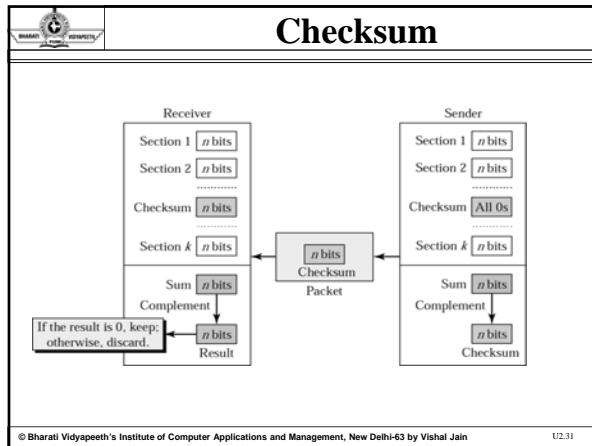 BHARATI VIDYAPEETH
PUNE
Checksum
Receiver
Section 1 n bits
Section 2 n bits
Checksum n bits
Section k n bits
Sum n bits
Complement
n bits
Result
If the result is 0, keep;
otherwise, discard.
n bits
Checksum
Packet
Sender
Section 1 n bits
Section 2 n bits
Checksum All 0s
Section k n bits
Sum n bits
Complement
n bits
Checksum
© Bharati Vidyapeeth's Institute of Computer Applications and Management, New Delhi-63 by Vishal Jain U2.31